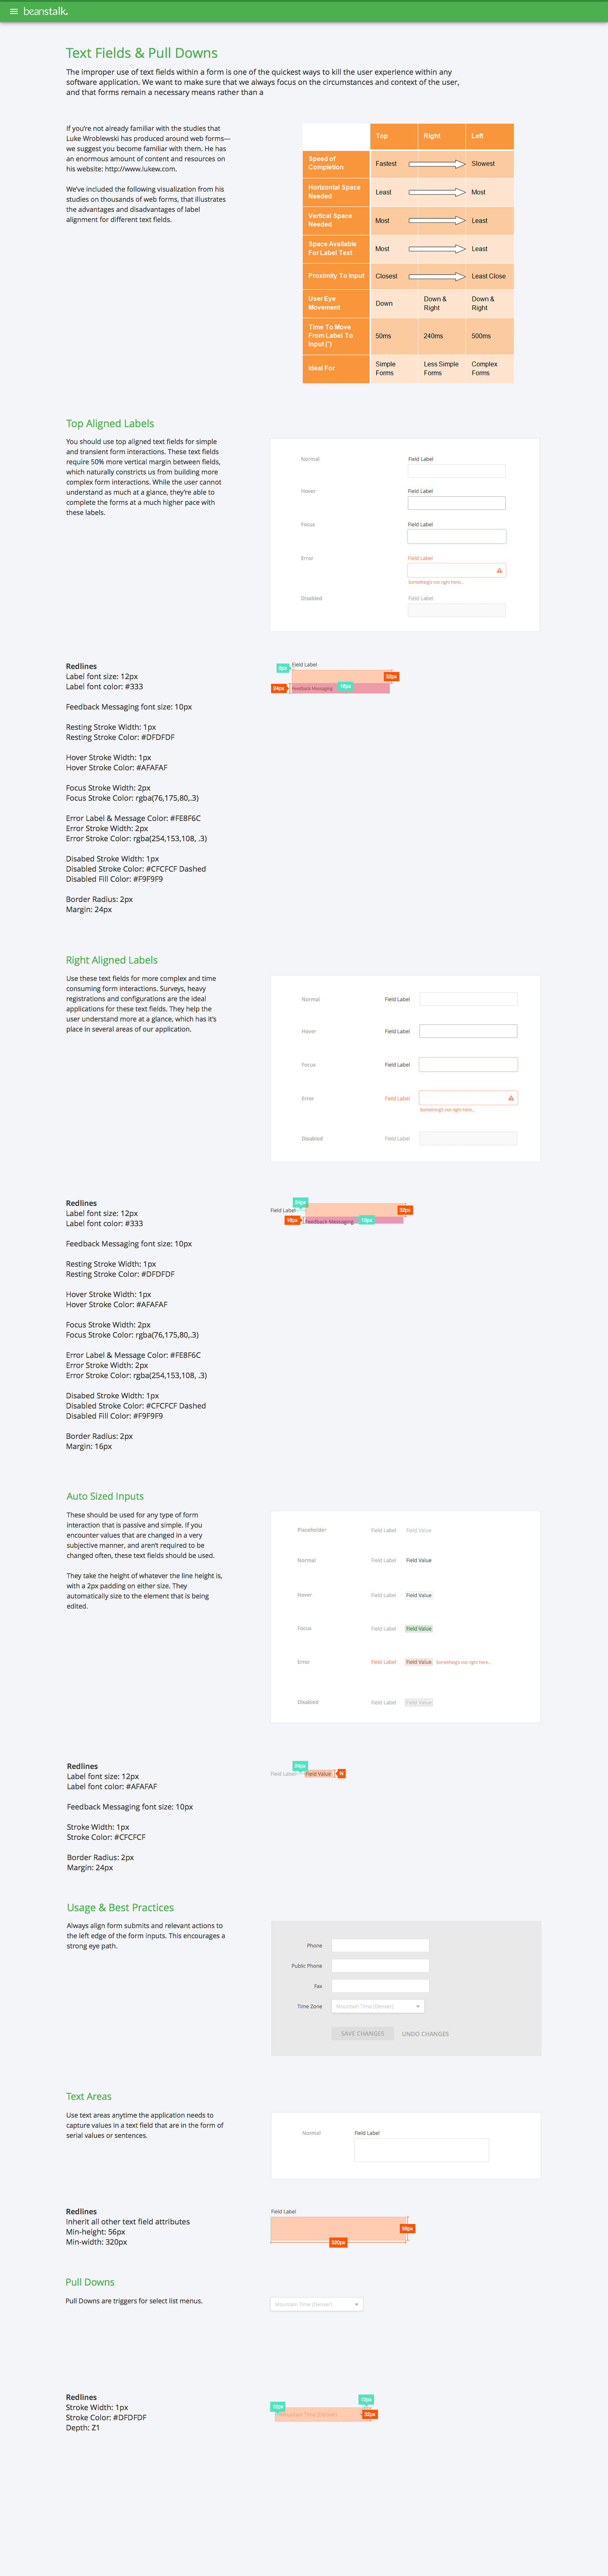 beanstalk.
Text Fields & Pull Downs
The improper use of text fields within a form is one of the quickest ways to kill the user experience within any
software application. We want to make sure that we always focus on the circumstances and context of the user,
and that forms remain a necessary means rather than a
If you're not already familiar with the studies that
Luke Wroblewski has produced around web forms—
we suggest you become familiar with them. He has
an enormous amount of content and resources on
his website: http://www.lukew.com.
We've included the following visualization from his
studies on thousands of web forms, that illustrates
the advantages and disadvantages of label
alignment for different text fields.
Top Right Left
Speed of
Completion
Fastest Slowest
Horizontal Space
Needed
Least Most
Vertical Space
Needed
Most Least
Space Available
For Label Text
Most Least
Proximity To Input Closest Least Close
User Eye
Movement
Down
Down &
Right
Down &
Right
Time To Move
From Label To
Input (*)
50ms 240ms 500ms
Ideal For
Simple
Forms
Less Simple
Forms
Complex
Forms
Top Aligned Labels
You should use top aligned text fields for simple
and transient form interactions. These text fields
require 50% more vertical margin between fields,
which naturally constricts us from building more
complex form interactions. While the user cannot
understand as much at a glance, they're able to
complete the forms at a much higher pace with
these labels.
Normal Field Label
Hover Field Label
Focus Field Label
Error Field Label
Something's not right here...
Disabled Field Label
Redlines
Label font size: 12px
Label font color: #333
Feedback Messaging font size: 10px
Resting Stroke Width: 1px
Resting Stroke Color: #DFDFDF
Hover Stroke Width: 1px
Hover Stroke Color: #AFAFAF
Focus Stroke Width: 2px
Focus Stroke Color: rgba(76,175,80,.3)
Error Label & Message Color: #FE8F6C
Error Stroke Width: 2px
Error Stroke Color: rgba(254,153,108, .3)
Disabed Stroke Width: 1px
Disabled Stroke Color: #CFCFCF Dashed
Disabled Fill Color: #F9F9F9
Border Radius: 2px
Margin: 24px
Field Label
8px
32px
24px
Feedback Messaging
16px
Right Aligned Labels
Use these text fields for more complex and time
consuming form interactions. Surveys, heavy
registrations and configurations are the ideal
applications for these text fields. They help the
user understand more at a glance, which has it's
place in several areas of our application.
Normal Field Label
Hover Field Label
Focus Field Label
Error Field Label
Something's not right here...
Disabled Field Label
Redlines
Label font size: 12px
Label font color: #333
Feedback Messaging font size: 10px
Resting Stroke Width: 1px
Resting Stroke Color: #DFDFDF
Hover Stroke Width: 1px
Hover Stroke Color: #AFAFAF
Focus Stroke Width: 2px
Focus Stroke Color: rgba(76,175,80,.3)
Error Label & Message Color: #FE8F6C
Error Stroke Width: 2px
Error Stroke Color: rgba(254,153,108, .3)
Disabed Stroke Width: 1px
Disabled Stroke Color: #CFCFCF Dashed
Disabled Fill Color: #F9F9F9
Border Radius: 2px
Margin: 16px
24px
Field Label
32px
16px
Feedback Messaging
16px
Auto Sized Inputs
These should be used for any type of form
interaction that is passive and simple. If you
encounter values that are changed in a very
subjective manner, and aren't required to be
changed often, these text fields should be used.
They take the height of whatever the line height is,
with a 2px padding on either size. They
automatically size to the element that is being
edited.
Placeholder Field Label Field Value
Normal Field Label Field Value
Hover Field Label Field Value
Focus Field Label Field Value
Error Field Label Field Value Something's not right here...
Disabled Field Label Field Value
Redlines
Label font size: 12px
Label font color: #AFAFAF
Feedback Messaging font size: 10px
Stroke Width: 1px
Stroke Color: #CFCFCF
Border Radius: 2px
Margin: 24px
24px
Field Label Field Value N
Usage & Best Practices
Always align form submits and relevant actions to
the left edge of the form inputs. This encourages a
strong eye path.
Phone
Public Phone
Fax
Time Zone Mountain Time (Denver)
SAVE CHANGES UNDO CHANGES
Text Areas
Use text areas anytime the application needs to
capture values in a text field that are in the form of
serial values or sentences.
Normal Field Label
Redlines
Inherit all other text field attributes
Min-height: 56px
Min-width: 320px
Field Label
56px
320px
Pull Downs
Pull Downs are triggers for select list menus.
Mountain Time (Denver)
Redlines
Stroke Width: 1px
Stroke Color: #DFDFDF
Depth: Z1
10px
12px
Mountain Time (Denver)
32px